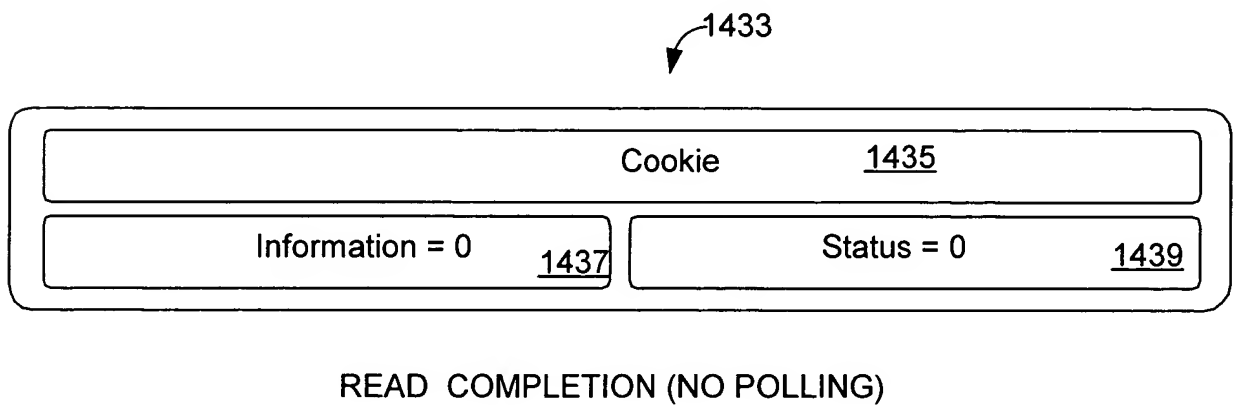 1433
Cookie 1435
Information = 0 1437 Status = 0 1439
READ COMPLETION (NO POLLING)